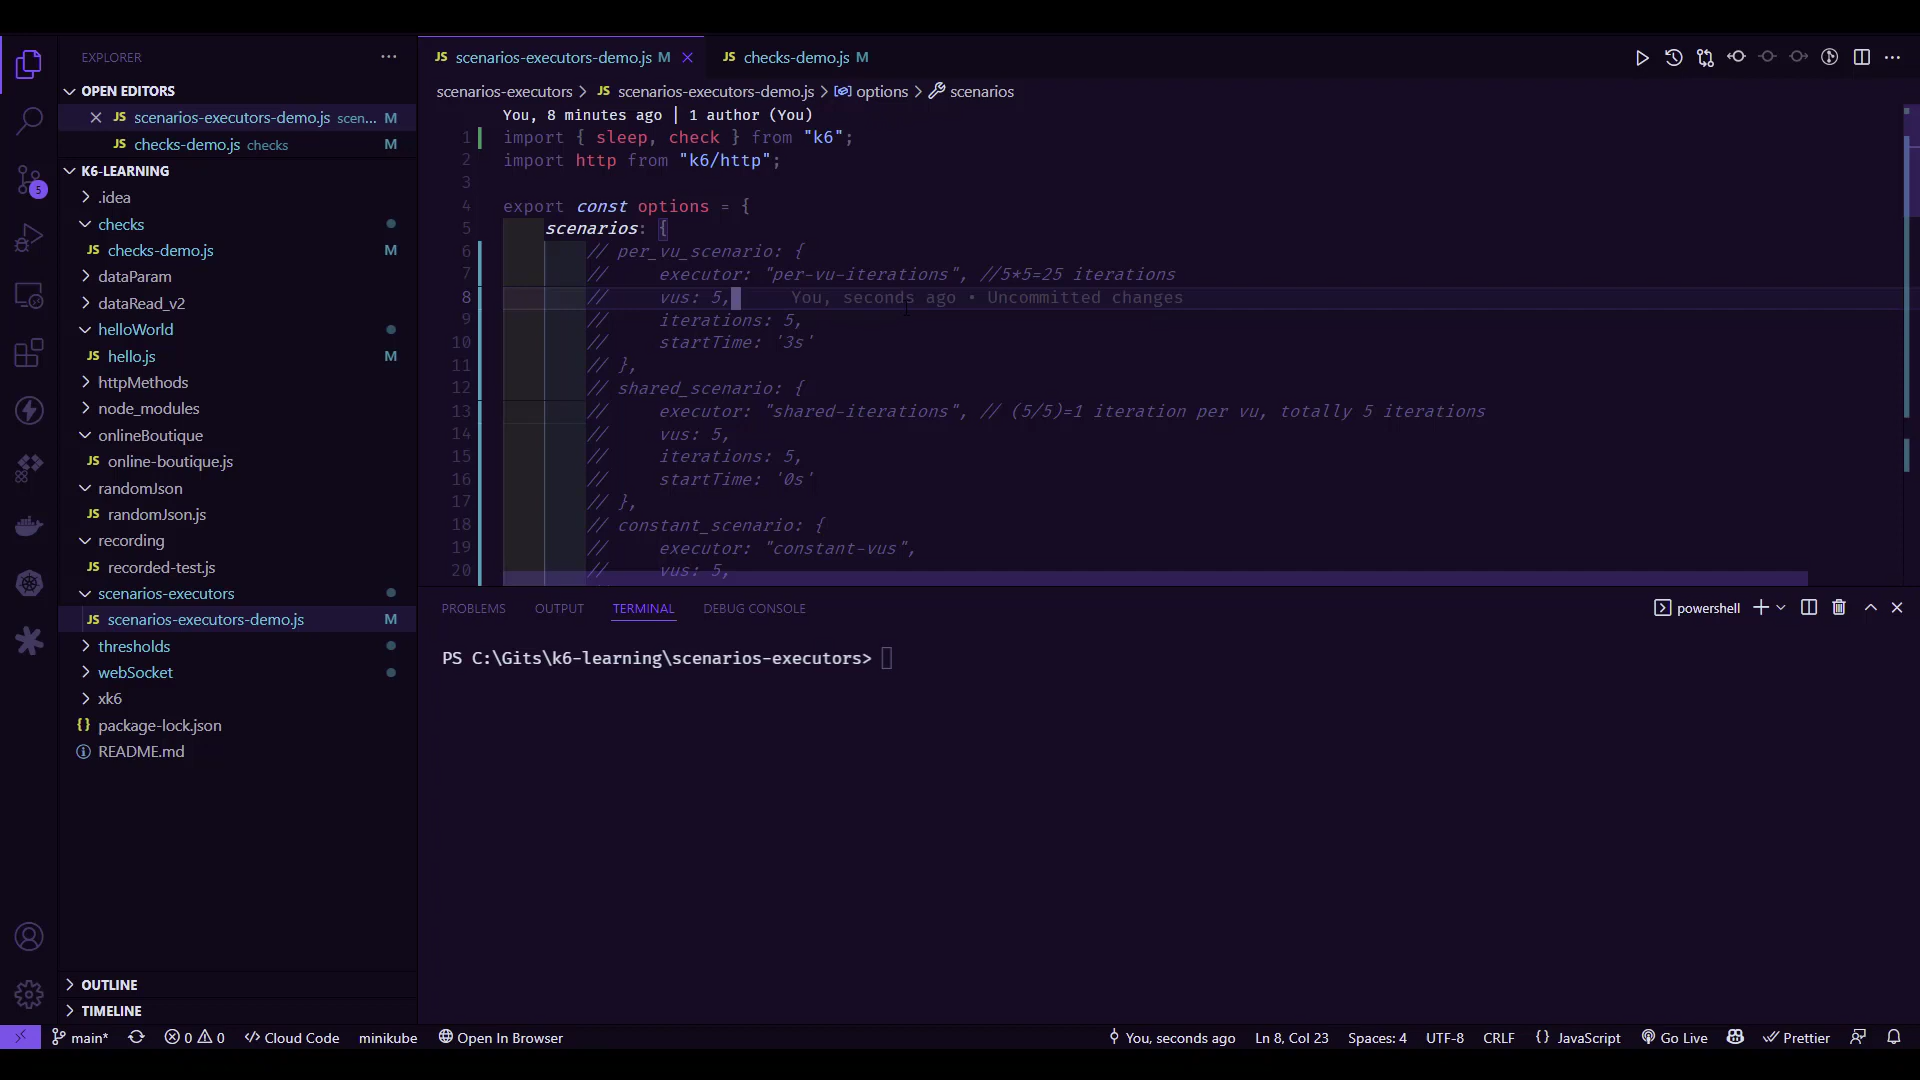 EXPLORER
OPEN EDITORS
JS scenarios-executors-demo.js scen... M
JS checks-demo.js checks M
K6-LEARNING
.idea
checks
JS checks-demo.js M
dataParam
dataRead_v2
helloWorld
JS hello.js M
httpMethods
node_modules
onlineBoutique
JS online-boutique.js
randomJson
JS randomJson.js
recording
JS recorded-test.js
scenarios-executors
JS scenarios-executors-demo.js M
thresholds
webSocket
xk6
{} package-lock.json
README.md
OUTLINE
TIMELINE
5
JS scenarios-executors-demo.js M
JS checks-demo.js M
scenarios-executors > JS scenarios-executors-demo.js > options > scenarios
You, 8 minutes ago | 1 author (You)
1 import { sleep, check } from "k6";
2 import http from "k6/http";
3
4 export const options = {
5 scenarios: {
6 // per_vu_scenario: {
7 // executor: "per-vu-iterations", //5*5=25 iterations
8 // vus: 5, You, seconds ago • Uncommitted changes
9 // iterations: 5,
10 // startTime: '3s'
11 // },
12 // shared_scenario: {
13 // executor: "shared-iterations", // (5/5)=1 iteration per vu, totally 5 iterations
14 // vus: 5,
15 // iterations: 5,
16 // startTime: '0s'
17 // },
18 // constant_scenario: {
19 // executor: "constant-vus",
20 // vus: 5,
PROBLEMS OUTPUT TERMINAL DEBUG CONSOLE powershell
PS C:\Gits\k6-learning\scenarios-executors>
main* 0 0 Cloud Code minikube Open In Browser You, seconds ago Ln 8, Col 23 Spaces: 4 UTF-8 CRLF {} JavaScript Go Live Prettier